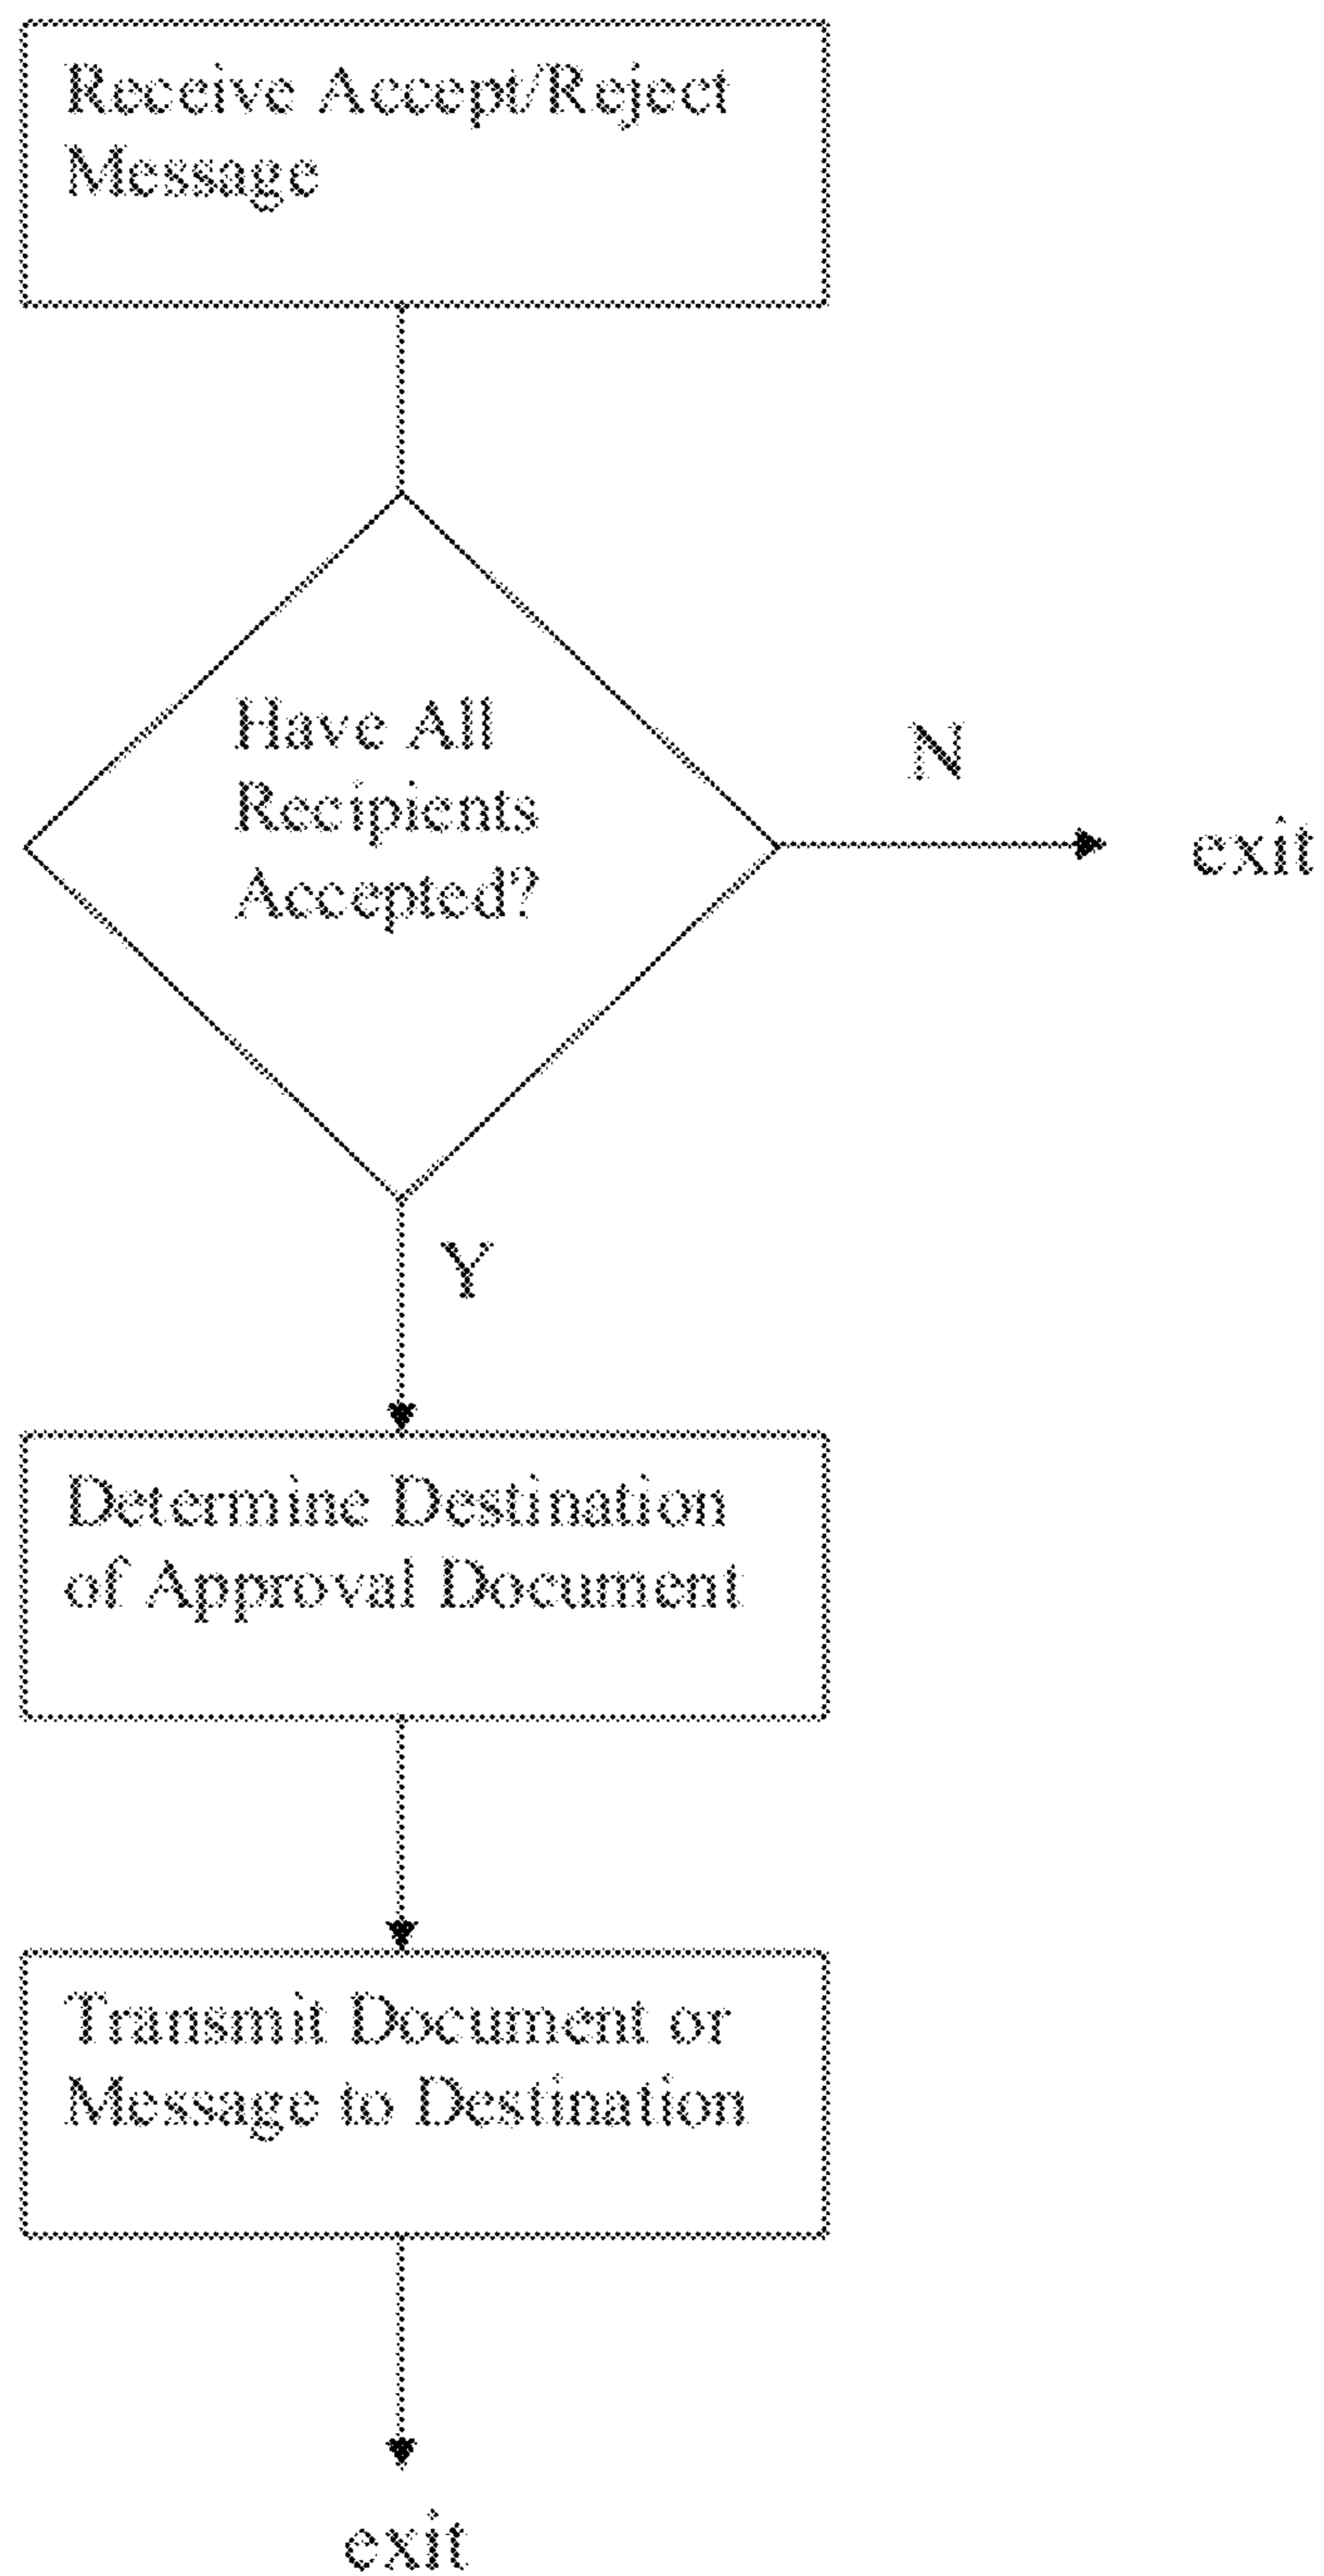 Receive Accept/Reject
Message
Have All
Recipients
Accepted?
N
exit
Y
Determine Destination
of Approval Document
Transmit Document or
Message to Destination
exit